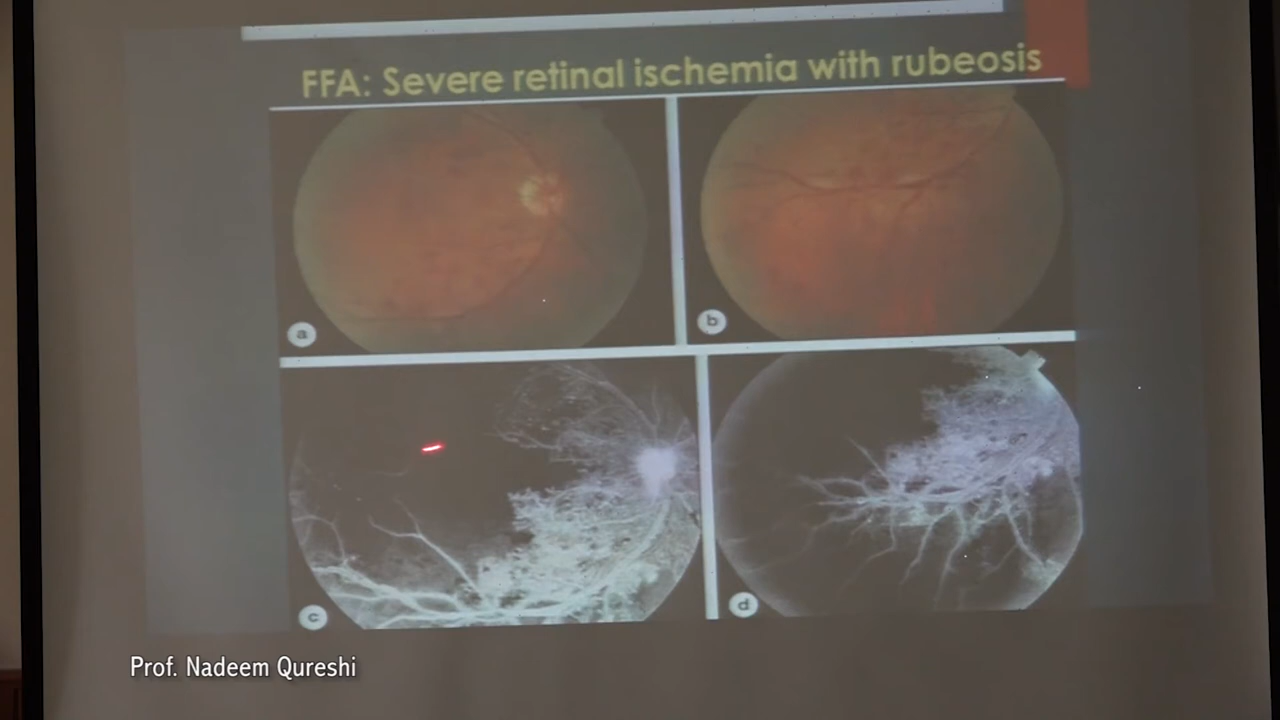 FFA: Severe retinal ischemia with rubeosis
a
b
c
d
Prof. Nadeem Qureshi